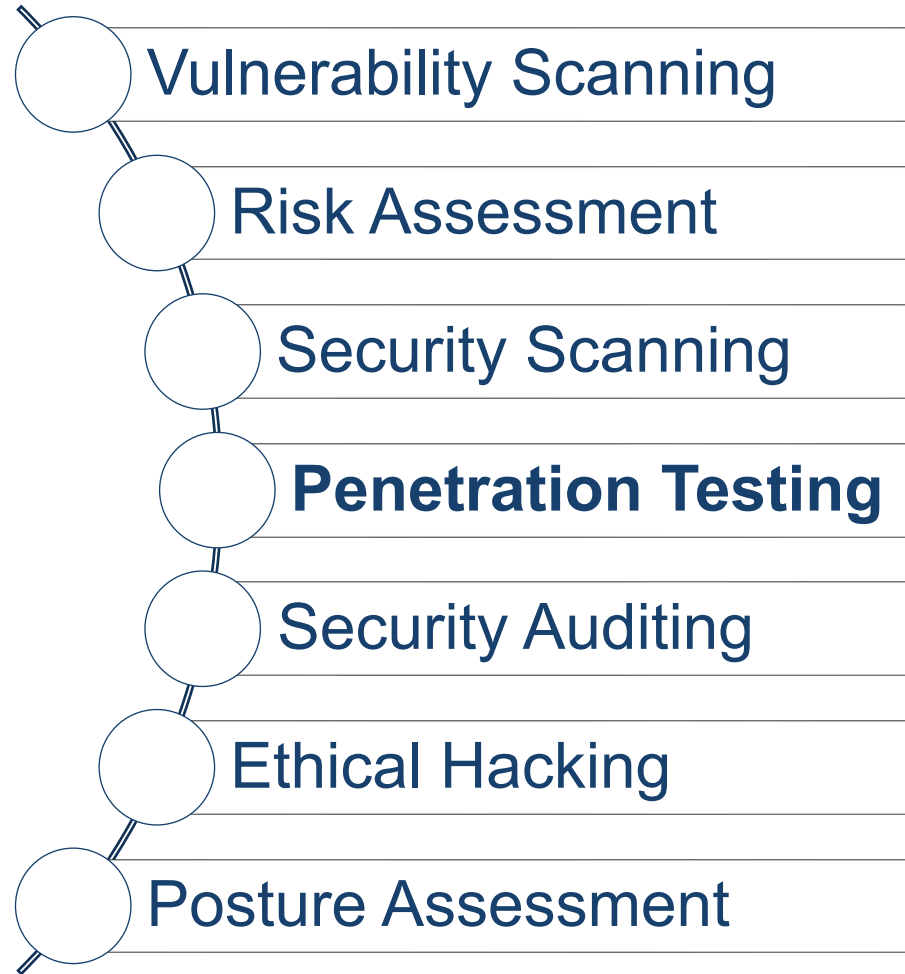 Vulnerability Scanning
Risk Assessment
Security Scanning
Penetration Testing
Security Auditing
Ethical Hacking
Posture Assessment